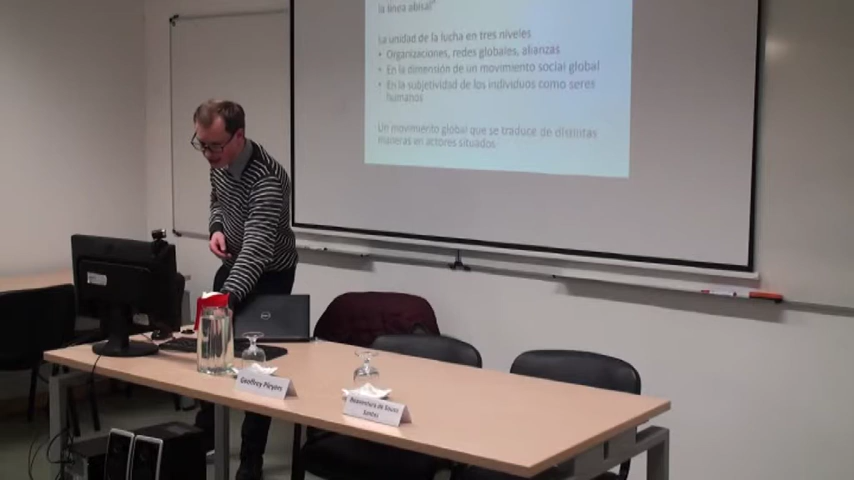 la línea abisal"
La unidad de la lucha en tres niveles
• Organizaciones, redes globales, alianzas
• En la dimensión de un movimiento social global
• En la subjetividad de los individuos como seres
humanos
Un movimiento global que se traduce de distintas
maneras en actores situados
DELL
Geoffrey Pleyers
Boaventura de Sousa
Santos